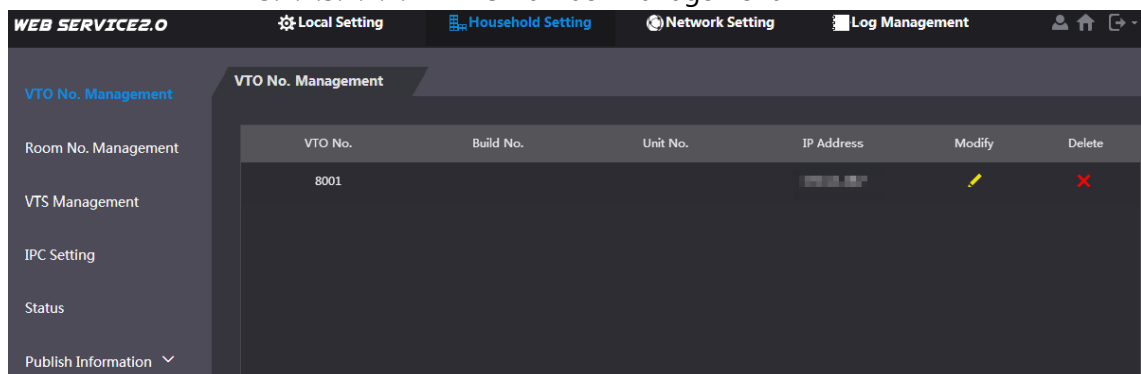 WEB SERVICE2.0 Local Setting Household Setting Network Setting Log Management
VTO No. Management
VTO No. Management
Room No. Management
VTS Management
IPC Setting
Status
Publish Information
VTO No. Build No. Unit No. IP Address Modify Delete
8001